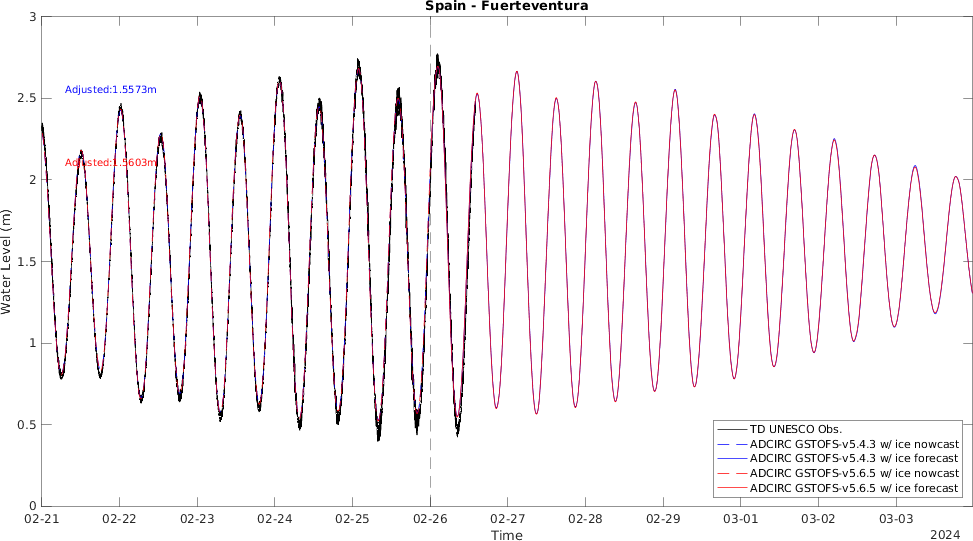 Spain - Fuerteventura
3
2.5
2
1.5
1
0.5
0
Water Level (m)
Adjusted:1.5573m
Adjusted:1.5603m
TD UNESCO Obs.
ADCIRC GSTOFS-v5.4.3 w/ ice nowcast
ADCIRC GSTOFS-v5.4.3 w/ ice forecast
ADCIRC GSTOFS-v5.6.5 w/ ice nowcast
ADCIRC GSTOFS-v5.6.5 w/ ice forecast
02-21 02-22 02-23 02-24 02-25 02-26 02-27 02-28 02-29 03-01 03-02 03-03
Time
2024